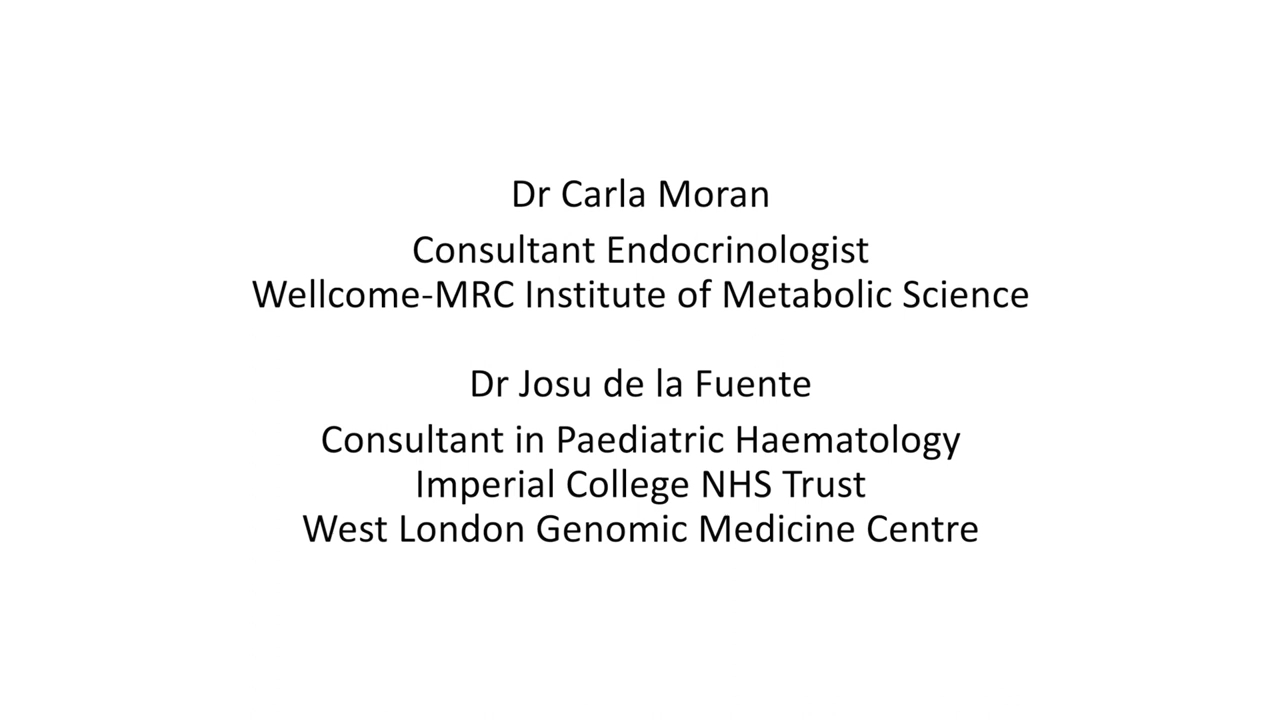 Dr Carla Moran
Consultant Endocrinologist
Wellcome-MRC Institute of Metabolic Science
Dr Josu de la Fuente
Consultant in Paediatric Haematology
Imperial College NHS Trust
West London Genomic Medicine Centre